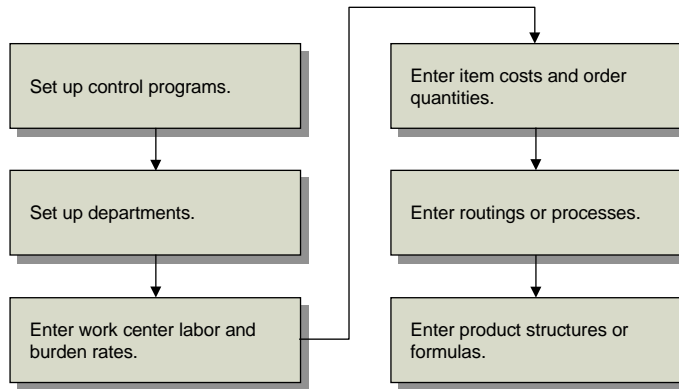 Set up control programs.
Set up departments.
Enter work center labor and
burden rates.
Enter item costs and order
quantities.
Enter routings or processes.
Enter product structures or
formulas.